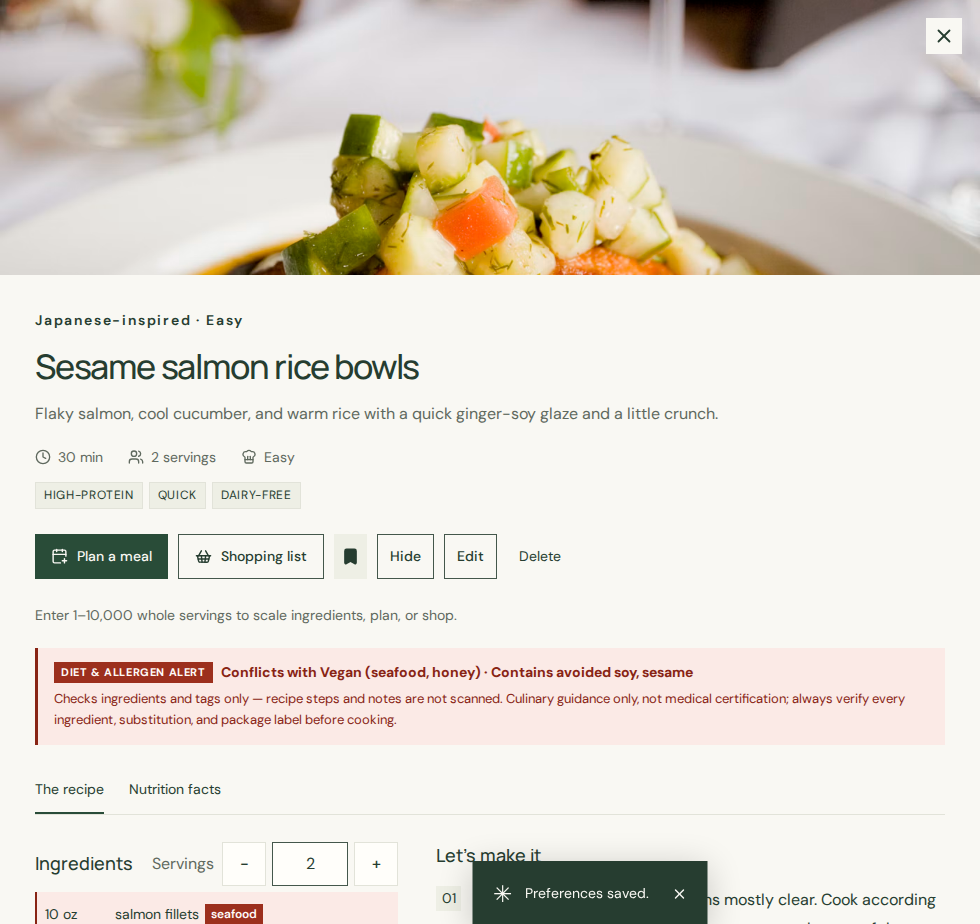 Japanese-inspired · Easy
Sesame salmon rice bowls
Flaky salmon, cool cucumber, and warm rice with a quick ginger-soy glaze and a little crunch.
30 min 2 servings Easy
HIGH-PROTEIN QUICK DAIRY-FREE
Plan a meal Shopping list Hide Edit Delete
Enter 1–10,000 whole servings to scale ingredients, plan, or shop.
DIET & ALLERGEN ALERT Conflicts with Vegan (seafood, honey) · Contains avoided soy, sesame
Checks ingredients and tags only — recipe steps and notes are not scanned. Culinary guidance only, not medical certification; always verify every
ingredient, substitution, and package label before cooking.
The recipe Nutrition facts
Ingredients Servings − 2 +
Let's make it
01 mostly clear. Cook according
Preferences saved.
10 oz salmon fillets seafood